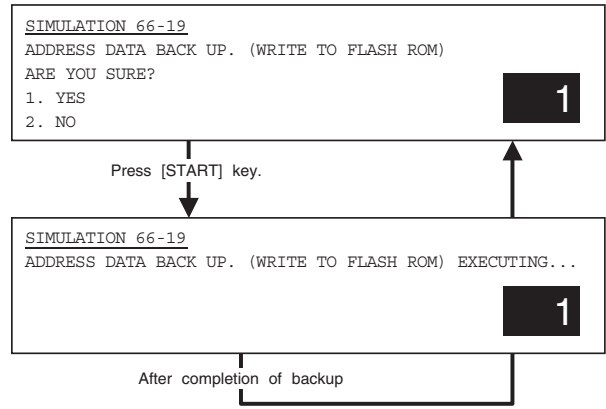 SIMULATION 66-19
ADDRESS DATA BACK UP. (WRITE TO FLASH ROM)
ARE YOU SURE?
1. YES
2. NO
1
Press [START] key.
SIMULATION 66-19
ADDRESS DATA BACK UP. (WRITE TO FLASH ROM) EXECUTING...
1
After completion of backup